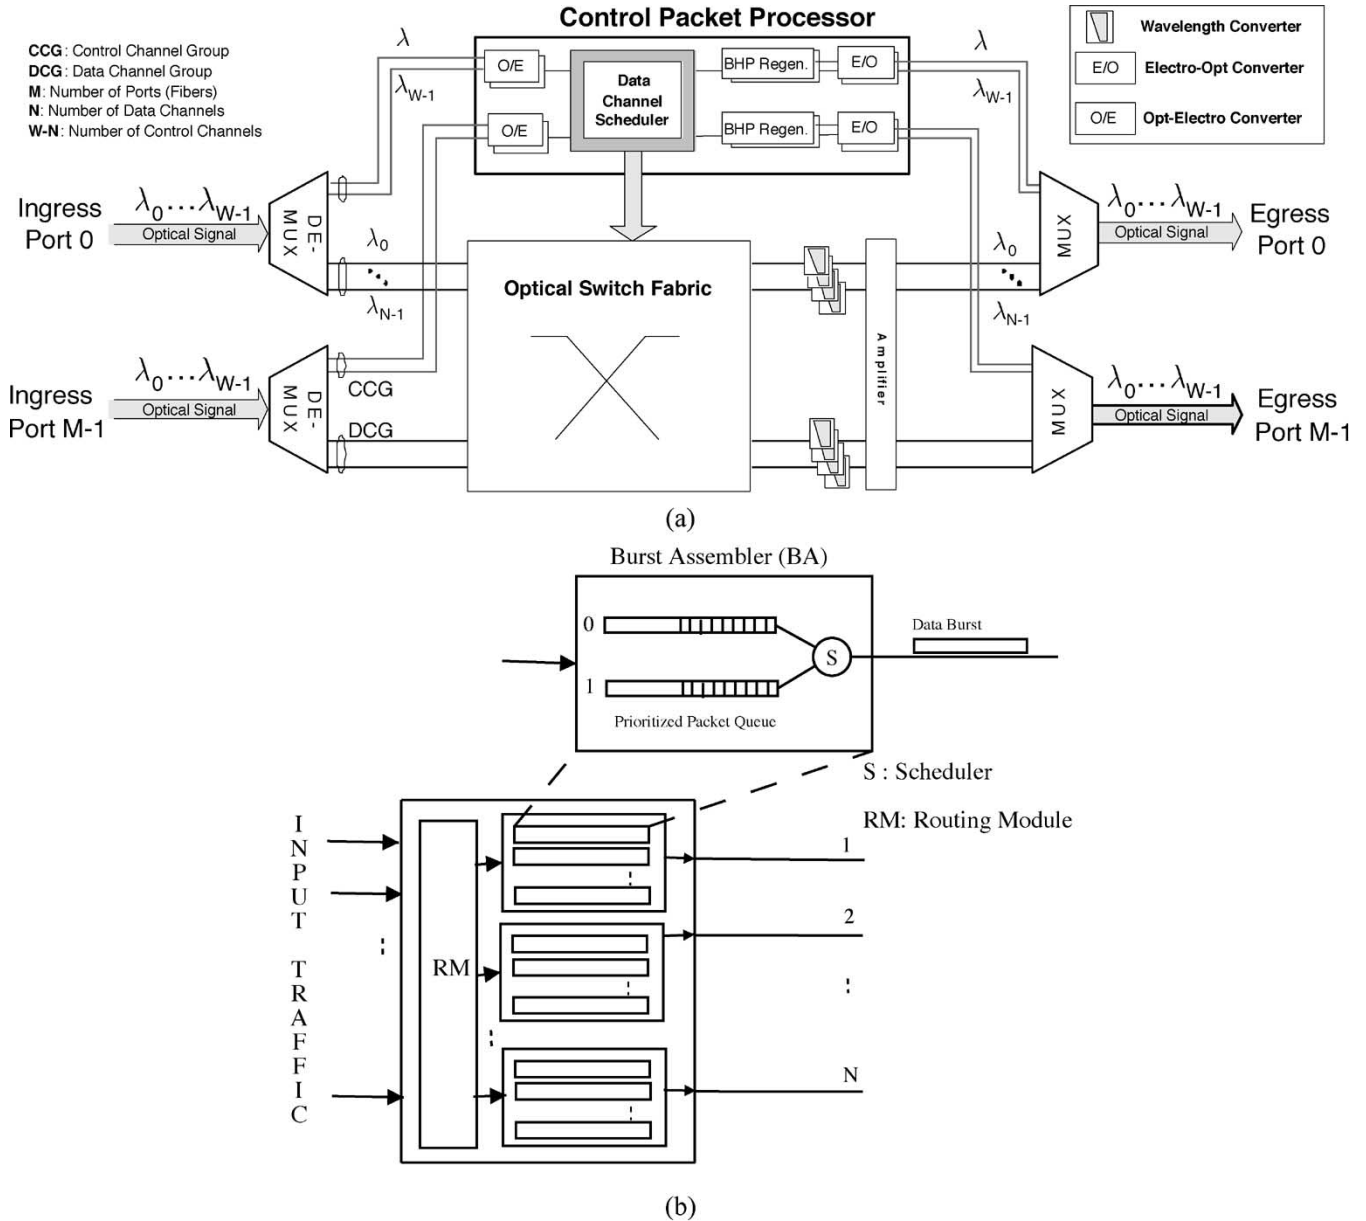 Control Packet Processor
CCG: Control Channel Group
DCG: Data Channel Group
M: Number of Ports (Fibers)
N: Number of Data Channels
W-N: Number of Control Channels
λ
λW-1
O/E
O/E
Data
Channel
Scheduler
BHP Regen.
E/O
BHP Regen.
E/O
λ
λW-1
Wavelength Converter
E/O Electro-Opt Converter
O/E Opt-Electro Converter
Ingress
Port 0
λ0...λW-1
Optical Signal
DE-
MUX
λ0
λN-1
Optical Switch Fabric
Amplifier
λ0
λN-1
MUX
λ0...λW-1
Optical Signal
Egress
Port 0
Ingress
Port M-1
λ0...λW-1
Optical Signal
DE-
MUX
CCG
DCG
MUX
λ0...λW-1
Optical Signal
Egress
Port M-1
(a)
Burst Assembler (BA)
0
1
S
Prioritized Packet Queue
Data Burst
S : Scheduler
RM: Routing Module
INPUT TRAFFIC
RM
1
2
N
(b)